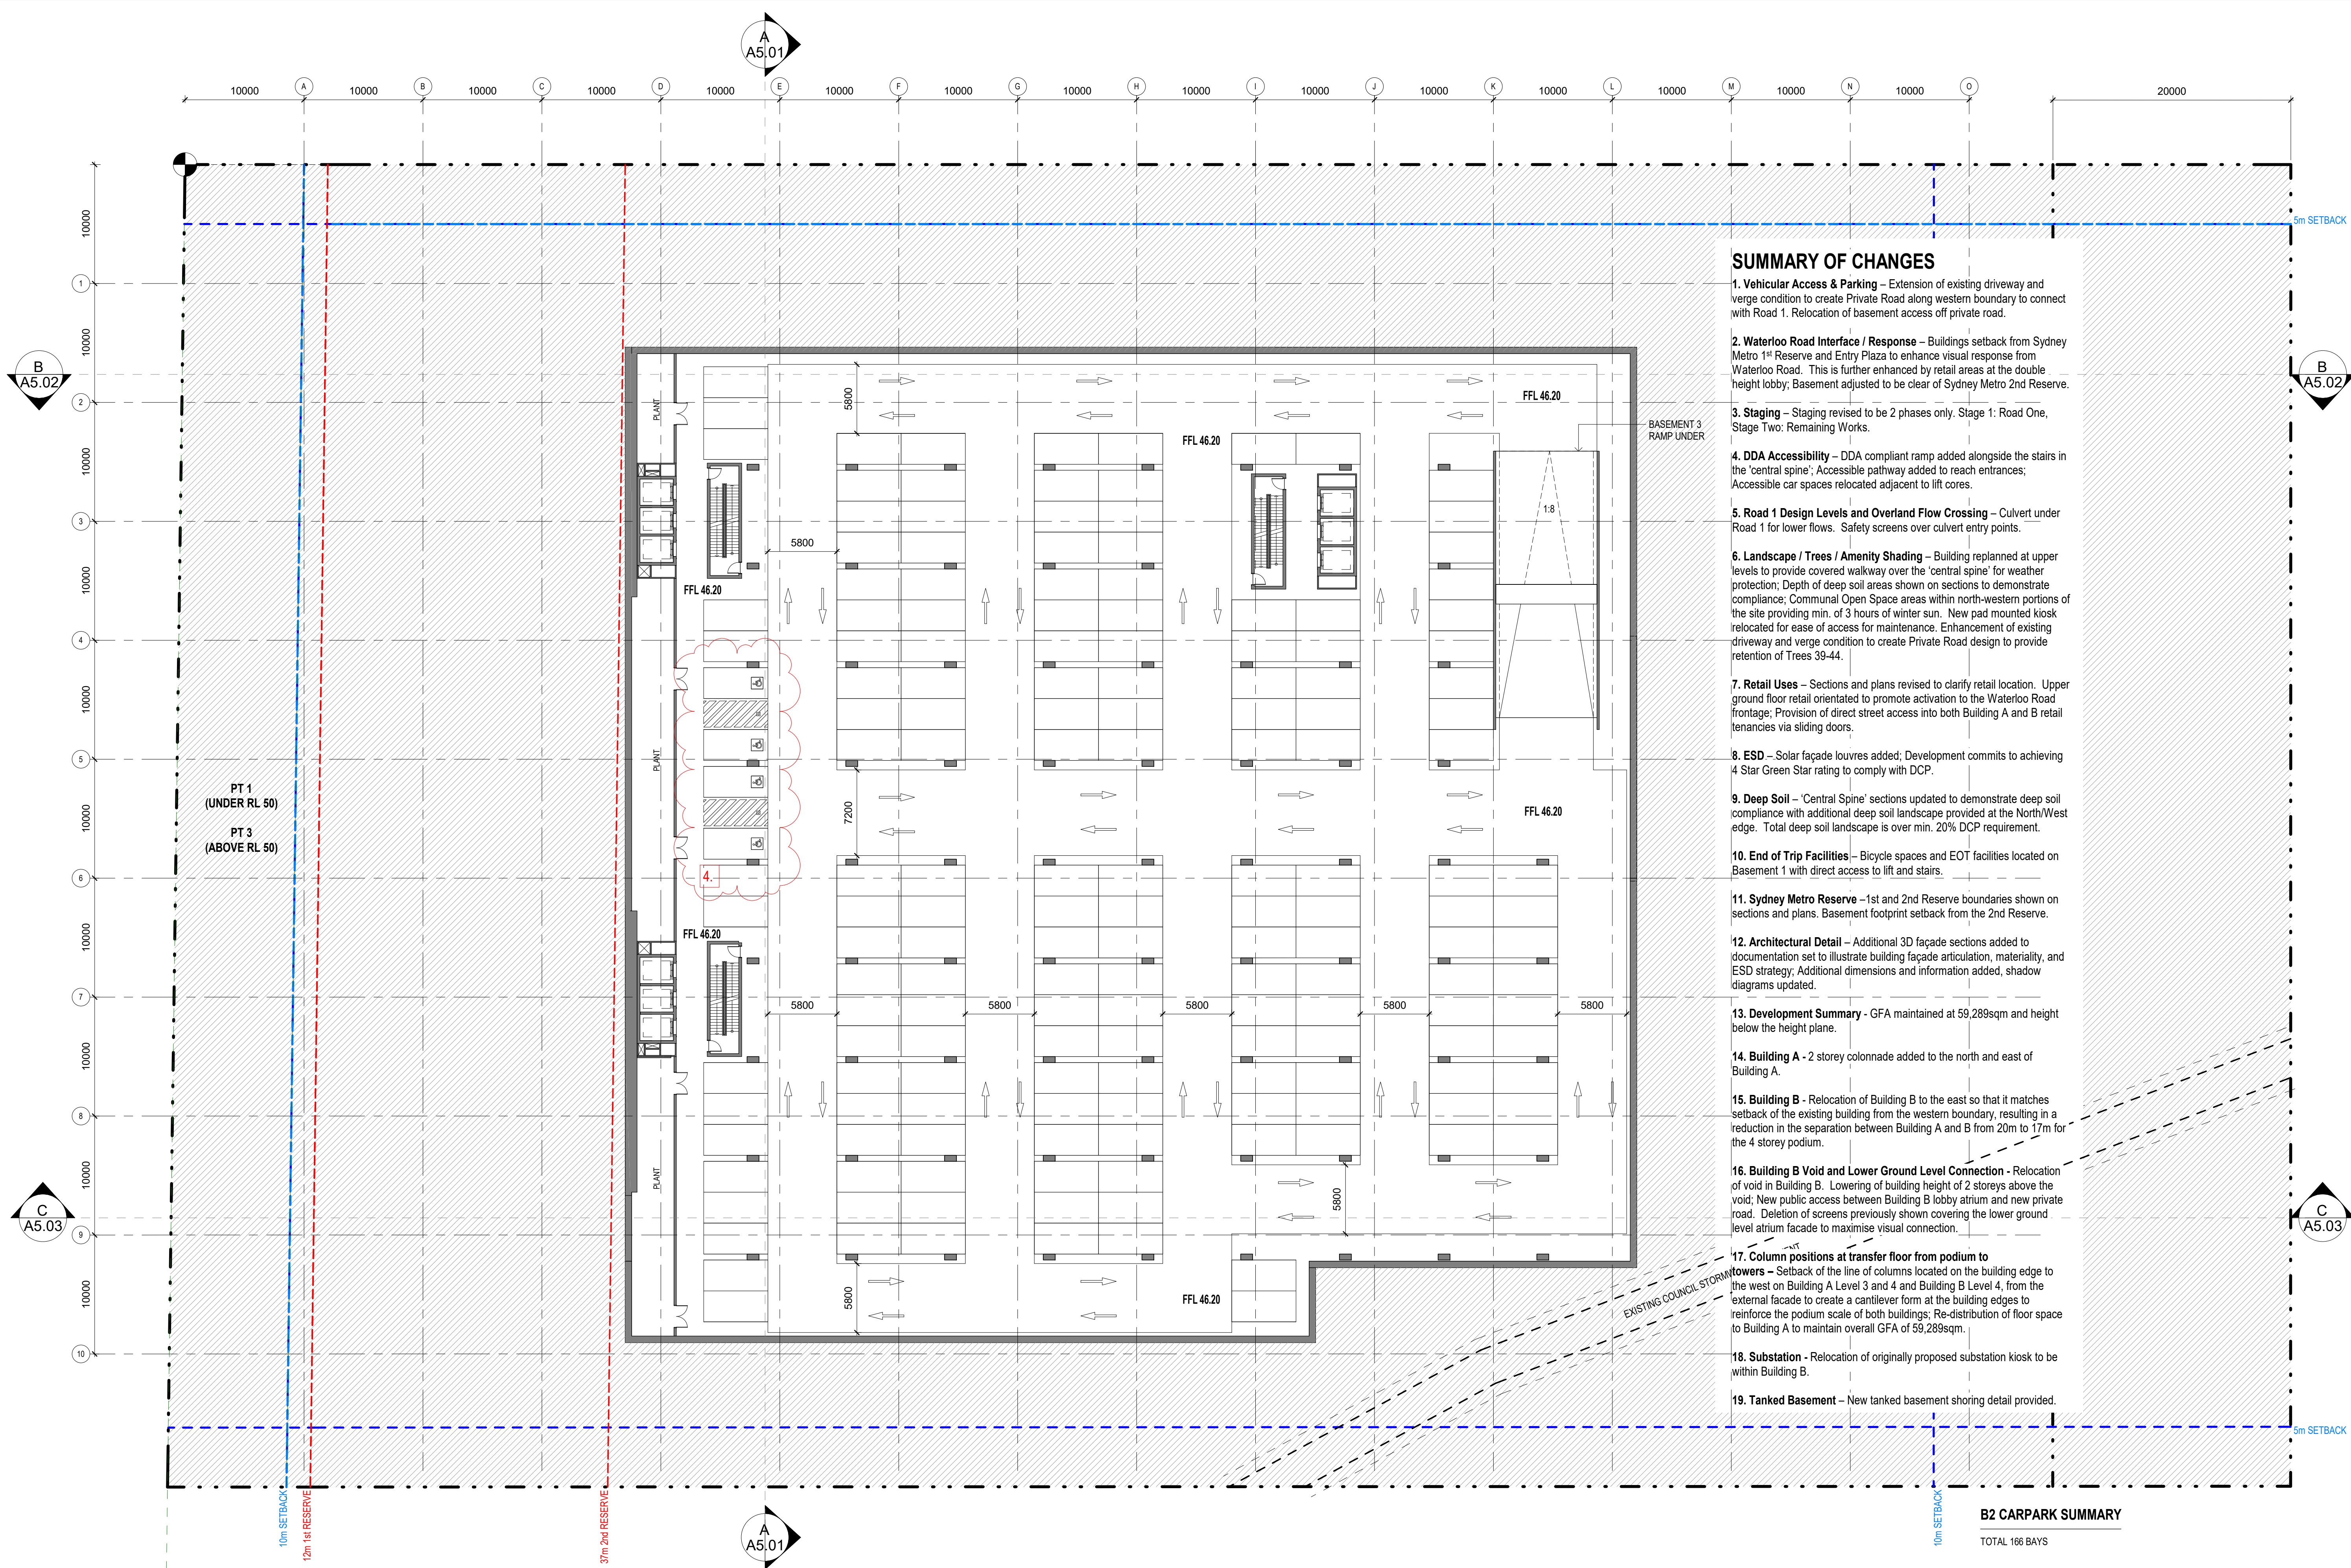 A
A5.01
10000 A 10000 B 10000 C 10000 D 10000 E 10000 F 10000 G 10000 H 10000 I 10000 J 10000 K 10000 L 10000 M 10000 N 10000 O 20000
5m SETBACK
10000
1
10000
2
10000
3
10000
4
10000
5
10000
6
10000
7
10000
8
10000
9
10000
10
B
A5.02
B
A5.02
C
A5.03
C
A5.03
PT 1
(UNDER RL 50)
PT 3
(ABOVE RL 50)
PLANT
PLANT
PLANT
5800
FFL 46.20
FFL 46.20
BASEMENT 3
RAMP UNDER
1:8
5800
FFL 46.20
7200
FFL 46.20
4.
FFL 46.20
5800
5800
5800
5800
5800
5800
5800
FFL 46.20
EXISTING COUNCIL STORMW
NT
SUMMARY OF CHANGES
1. Vehicular Access & Parking – Extension of existing driveway and
verge condition to create Private Road along western boundary to connect
with Road 1. Relocation of basement access off private road.
2. Waterloo Road Interface / Response – Buildings setback from Sydney
Metro 1st Reserve and Entry Plaza to enhance visual response from
Waterloo Road. This is further enhanced by retail areas at the double
height lobby; Basement adjusted to be clear of Sydney Metro 2nd Reserve.
3. Staging – Staging revised to be 2 phases only. Stage 1: Road One,
Stage Two: Remaining Works.
4. DDA Accessibility – DDA compliant ramp added alongside the stairs in
the 'central spine'; Accessible pathway added to reach entrances;
Accessible car spaces relocated adjacent to lift cores.
5. Road 1 Design Levels and Overland Flow Crossing – Culvert under
Road 1 for lower flows. Safety screens over culvert entry points.
6. Landscape / Trees / Amenity Shading – Building replanned at upper
levels to provide covered walkway over the ‘central spine’ for weather
protection; Depth of deep soil areas shown on sections to demonstrate
compliance; Communal Open Space areas within north-western portions of
the site providing min. of 3 hours of winter sun. New pad mounted kiosk
relocated for ease of access for maintenance. Enhancement of existing
driveway and verge condition to create Private Road design to provide
retention of Trees 39-44.
7. Retail Uses – Sections and plans revised to clarify retail location. Upper
ground floor retail orientated to promote activation to the Waterloo Road
frontage; Provision of direct street access into both Building A and B retail
tenancies via sliding doors.
8. ESD – Solar façade louvres added; Development commits to achieving
4 Star Green Star rating to comply with DCP.
9. Deep Soil – ‘Central Spine’ sections updated to demonstrate deep soil
compliance with additional deep soil landscape provided at the North/West
edge. Total deep soil landscape is over min. 20% DCP requirement.
10. End of Trip Facilities – Bicycle spaces and EOT facilities located on
Basement 1 with direct access to lift and stairs.
11. Sydney Metro Reserve –1st and 2nd Reserve boundaries shown on
sections and plans. Basement footprint setback from the 2nd Reserve.
12. Architectural Detail – Additional 3D façade sections added to
documentation set to illustrate building façade articulation, materiality, and
ESD strategy; Additional dimensions and information added, shadow
diagrams updated.
13. Development Summary - GFA maintained at 59,289sqm and height
below the height plane.
14. Building A - 2 storey colonnade added to the north and east of
Building A.
15. Building B - Relocation of Building B to the east so that it matches
setback of the existing building from the western boundary, resulting in a
reduction in the separation between Building A and B from 20m to 17m for
the 4 storey podium.
16. Building B Void and Lower Ground Level Connection - Relocation
of void in Building B. Lowering of building height of 2 storeys above the
void; New public access between Building B lobby atrium and new private
road. Deletion of screens previously shown covering the lower ground
level atrium facade to maximise visual connection.
17. Column positions at transfer floor from podium to
towers – Setback of the line of columns located on the building edge to
the west on Building A Level 3 and 4 and Building B Level 4, from the
external facade to create a cantilever form at the building edges to
reinforce the podium scale of both buildings; Re-distribution of floor space
to Building A to maintain overall GFA of 59,289sqm.
18. Substation - Relocation of originally proposed substation kiosk to be
within Building B.
19. Tanked Basement – New tanked basement shoring detail provided.
5m SETBACK
10m SETBACK
12m 1st RESERVE
37m 2nd RESERVE
A
A5.01
10m SETBACK
B2 CARPARK SUMMARY
TOTAL 166 BAYS